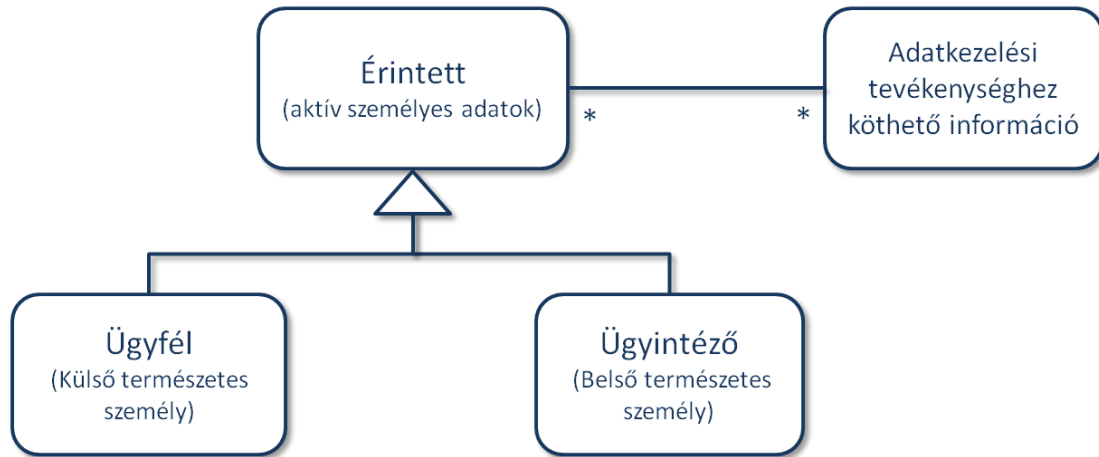 Érintett
(aktív személyes adatok)
*
*
Adatkezelési
tevékenységhez
köthető információ
Ügyfél
(Külső természetes
személy)
Ügyintéző
(Belső természetes
személy)